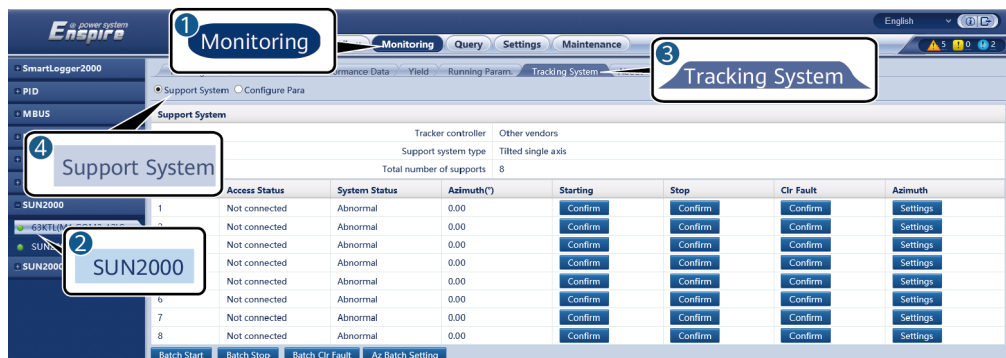 @ power system
Enspire
English
1
Monitoring
Monitoring
Query
Settings
Maintenance
5
0
2
SmartLogger2000
PID
MBUS
Performance Data
Yield
Running Param.
Tracking System
3
Tracking System
Support System
Configure Para
Support System
Tracker controller Other vendors
Support system type Tilted single axis
Total number of supports 8
4
Support System
Access Status System Status Azimuth(°) Starting Stop Clr Fault Azimuth
SUN2000
1 Not connected Abnormal 0.00 Confirm Confirm Confirm Settings
Not connected Abnormal 0.00 Confirm Confirm Confirm Settings
2
SUN2000
Not connected Abnormal 0.00 Confirm Confirm Confirm Settings
Not connected Abnormal 0.00 Confirm Confirm Confirm Settings
SUN2000
Not connected Abnormal 0.00 Confirm Confirm Confirm Settings
6 Not connected Abnormal 0.00 Confirm Confirm Confirm Settings
7 Not connected Abnormal 0.00 Confirm Confirm Confirm Settings
8 Not connected Abnormal 0.00 Confirm Confirm Confirm Settings
Batch Start Batch Stop Batch Clr Fault Az Batch Setting